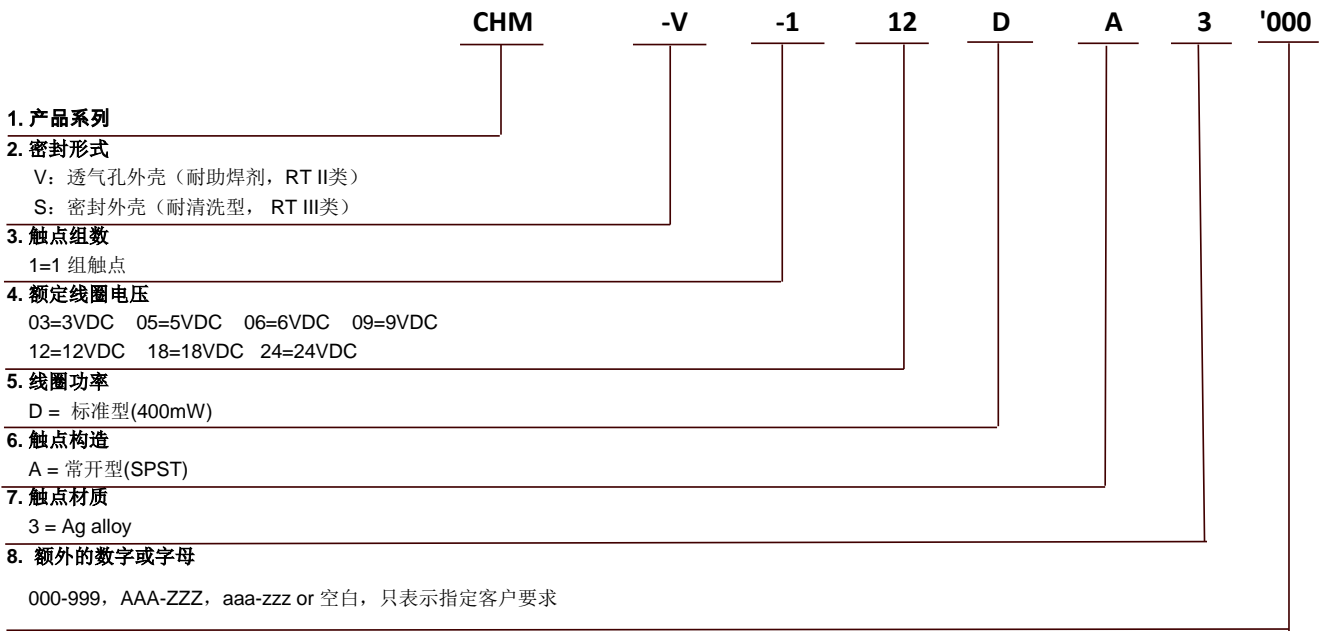 CHM -V -1 12 D A 3 '000
1. 产品系列
2. 密封形式
V：透气孔外壳（耐助焊剂，RT II类）
S：密封外壳（耐清洗型， RT III类）
3. 触点组数
1=1 组触点
4. 额定线圈电压
03=3VDC 05=5VDC 06=6VDC 09=9VDC
12=12VDC 18=18VDC 24=24VDC
5. 线圈功率
D = 标准型(400mW)
6. 触点构造
A = 常开型(SPST)
7. 触点材质
3 = Ag alloy
8. 额外的数字或字母
000-999，AAA-ZZZ，aaa-zzz or 空白，只表示指定客户要求